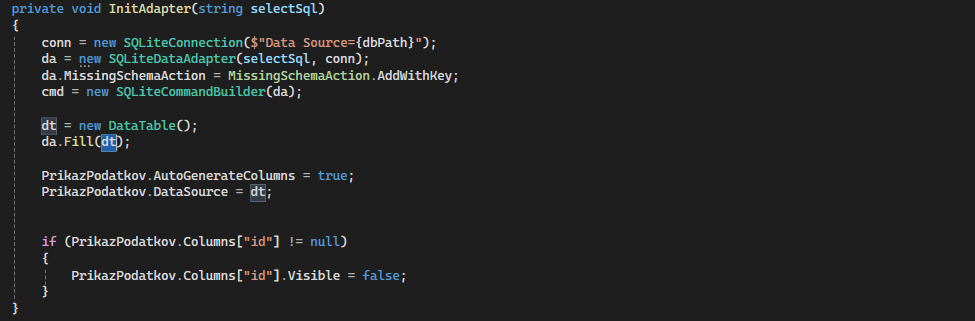 private void InitAdapter(string selectSql)
{
conn = new SQLiteConnection($"Data Source={dbPath}");
da = new SQLiteDataAdapter(selectSql, conn);
da.MissingSchemaAction = MissingSchemaAction.AddWithKey;
cmd = new SQLiteCommandBuilder(da);
dt = new DataTable();
da.Fill(dt);
PrikazPodatkov.AutoGenerateColumns = true;
PrikazPodatkov.DataSource = dt;
if (PrikazPodatkov.Columns["id"] != null)
{
PrikazPodatkov.Columns["id"].Visible = false;
}
}